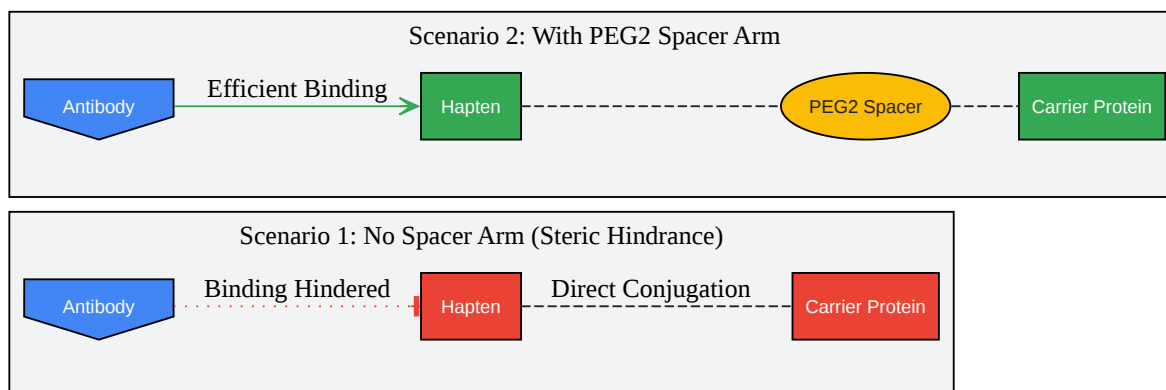 Scenario 2: With PEG2 Spacer Arm
Antibody
Efficient Binding
Hapten
PEG2 Spacer
Carrier Protein
Scenario 1: No Spacer Arm (Steric Hindrance)
Antibody
Binding Hindered
Hapten
Direct Conjugation
Carrier Protein